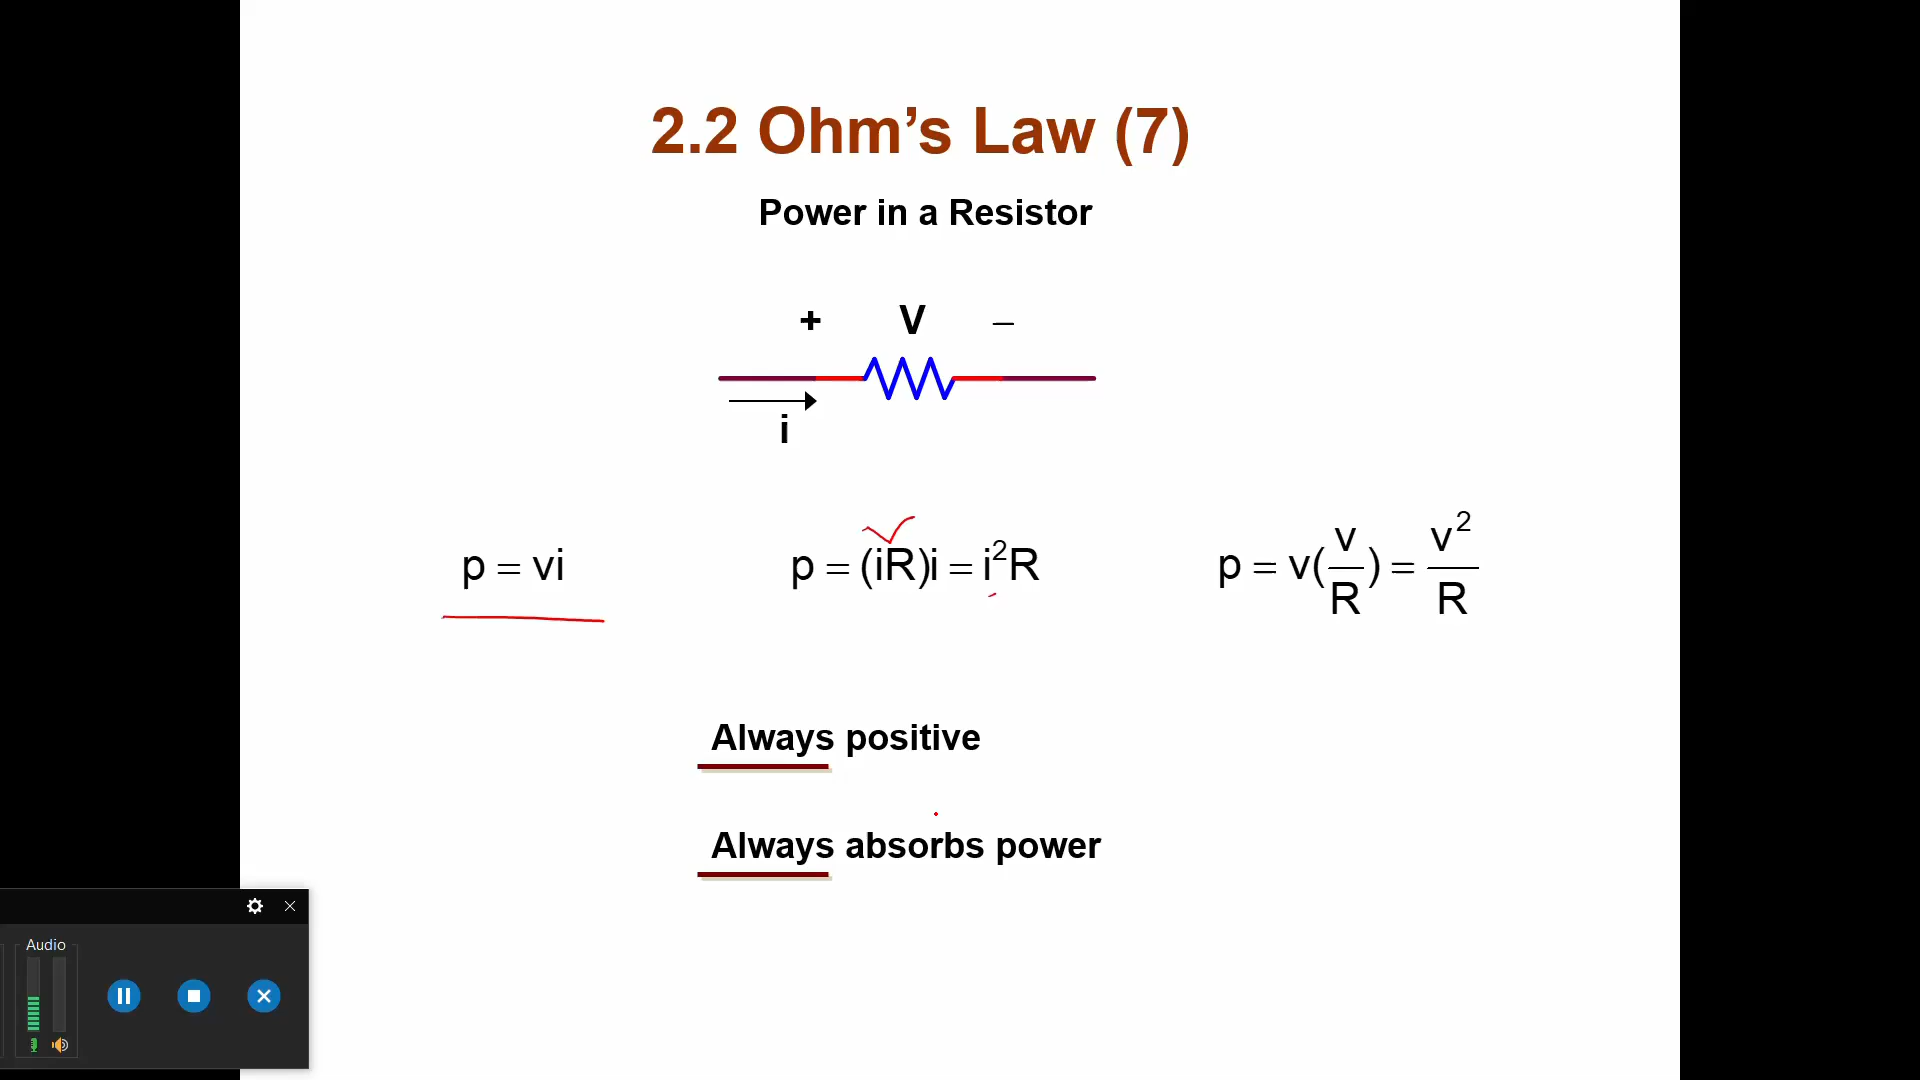 2.2 Ohm’s Law (7)
Power in a Resistor
+ V –
i
p = vi
p = (iR)i = i²R
p = v(v/R) = v²/R
Always positive
Always absorbs power
Audio